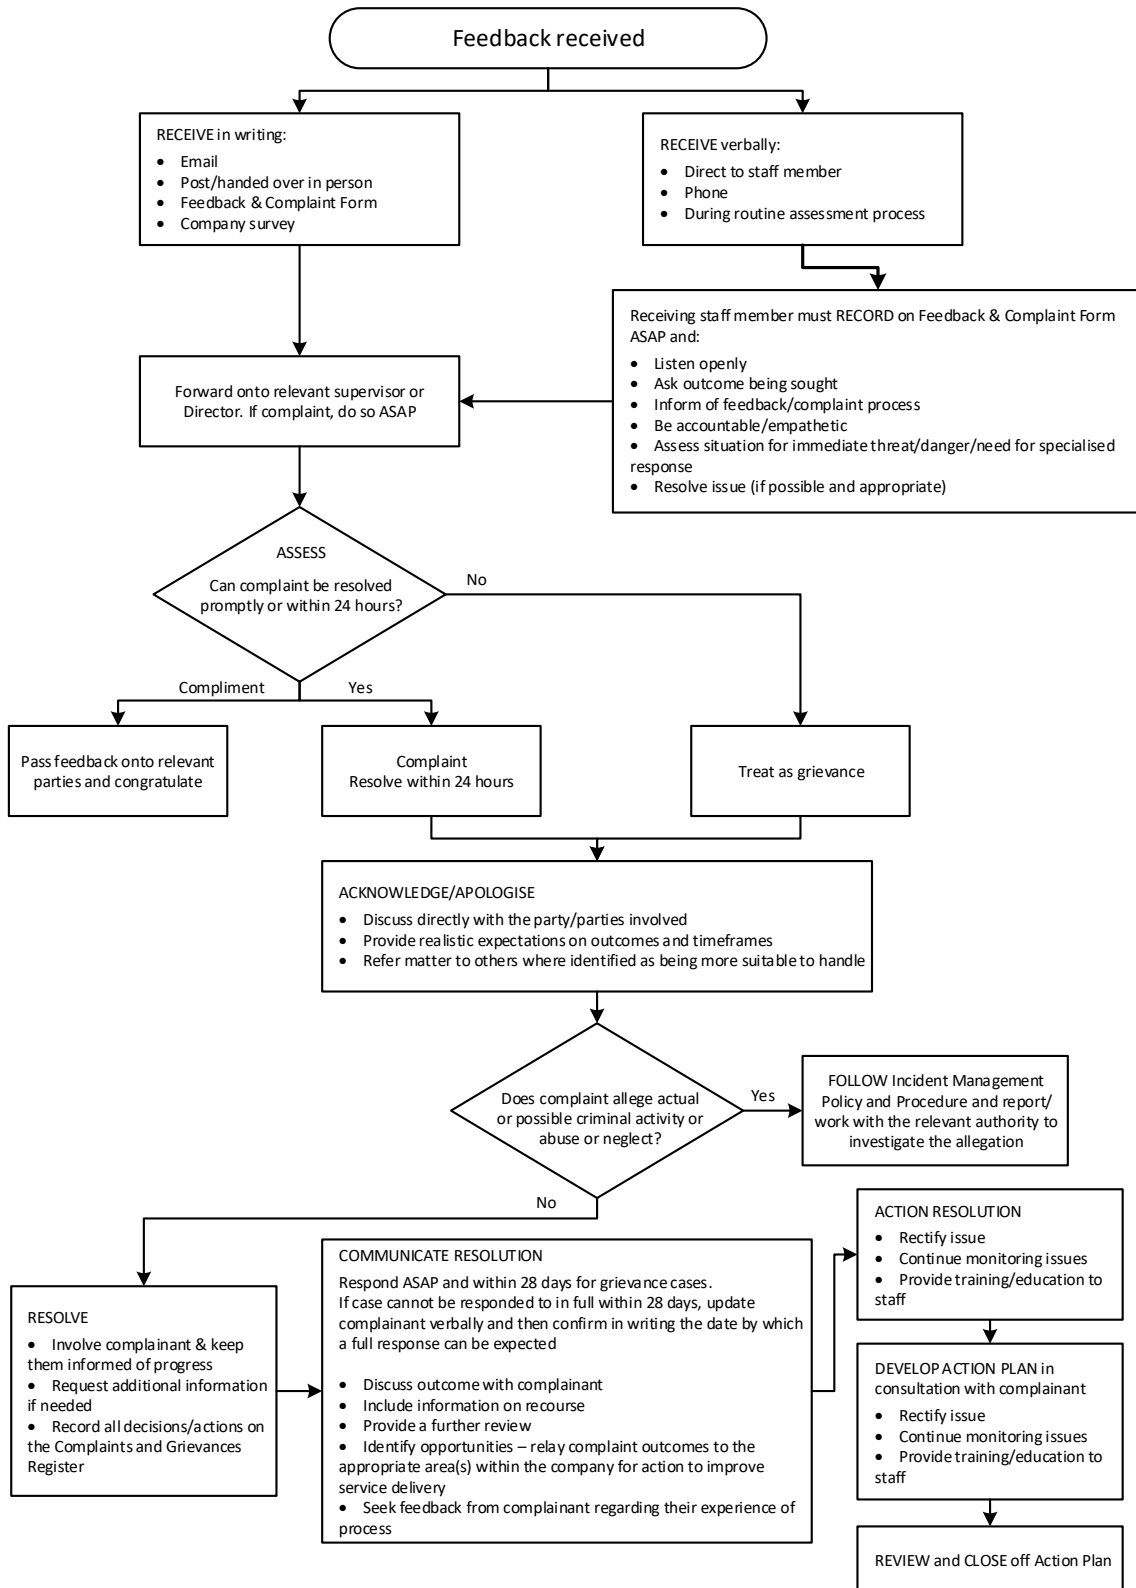 Feedback received
RECEIVE in writing:
• Email
• Post/handed over in person
• Feedback & Complaint Form
• Company survey
RECEIVE verbally:
• Direct to staff member
• Phone
• During routine assessment process
Receiving staff member must RECORD on Feedback & Complaint Form
ASAP and:
• Listen openly
• Ask outcome being sought
• Inform of feedback/complaint process
• Be accountable/empathetic
• Assess situation for immediate threat/danger/need for specialised
response
• Resolve issue (if possible and appropriate)
Forward onto relevant supervisor or
Director. If complaint, do so ASAP
ASSESS
Can complaint be resolved
promptly or within 24 hours?
No
Compliment
Yes
Pass feedback onto relevant
parties and congratulate
Complaint
Resolve within 24 hours
Treat as grievance
ACKNOWLEDGE/APOLOGISE
• Discuss directly with the party/parties involved
• Provide realistic expectations on outcomes and timeframes
• Refer matter to others where identified as being more suitable to handle
Does complaint allege actual
or possible criminal activity or
abuse or neglect?
Yes
FOLLOW Incident Management
Policy and Procedure and report/
work with the relevant authority to
investigate the allegation
No
RESOLVE
• Involve complainant & keep
them informed of progress
• Request additional information
if needed
• Record all decisions/actions on
the Complaints and Grievances
Register
COMMUNICATE RESOLUTION
Respond ASAP and within 28 days for grievance cases.
If case cannot be responded to in full within 28 days, update
complainant verbally and then confirm in writing the date by which
a full response can be expected
• Discuss outcome with complainant
• Include information on recourse
• Provide a further review
• Identify opportunities – relay complaint outcomes to the
appropriate area(s) within the company for action to improve
service delivery
• Seek feedback from complainant regarding their experience of
process
ACTION RESOLUTION
• Rectify issue
• Continue monitoring issues
• Provide training/education to
staff
DEVELOP ACTION PLAN in
consultation with complainant
• Rectify issue
• Continue monitoring issues
• Provide training/education to
staff
REVIEW and CLOSE off Action Plan